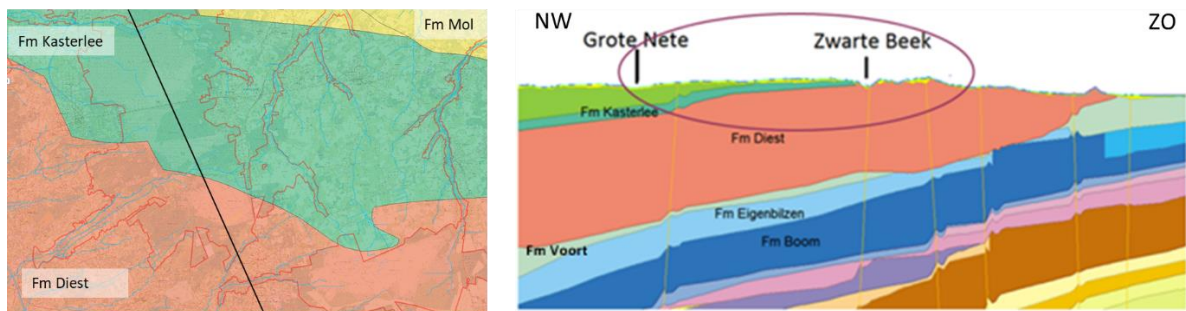 Fm Kasterlee
Fm Mol
Fm Diest
NW
ZO
Grote Nete
Zwarte Beek
Fm Kasterlee
Fm Diest
Fm Eigenbilzen
Fm Boom
Fm Voort